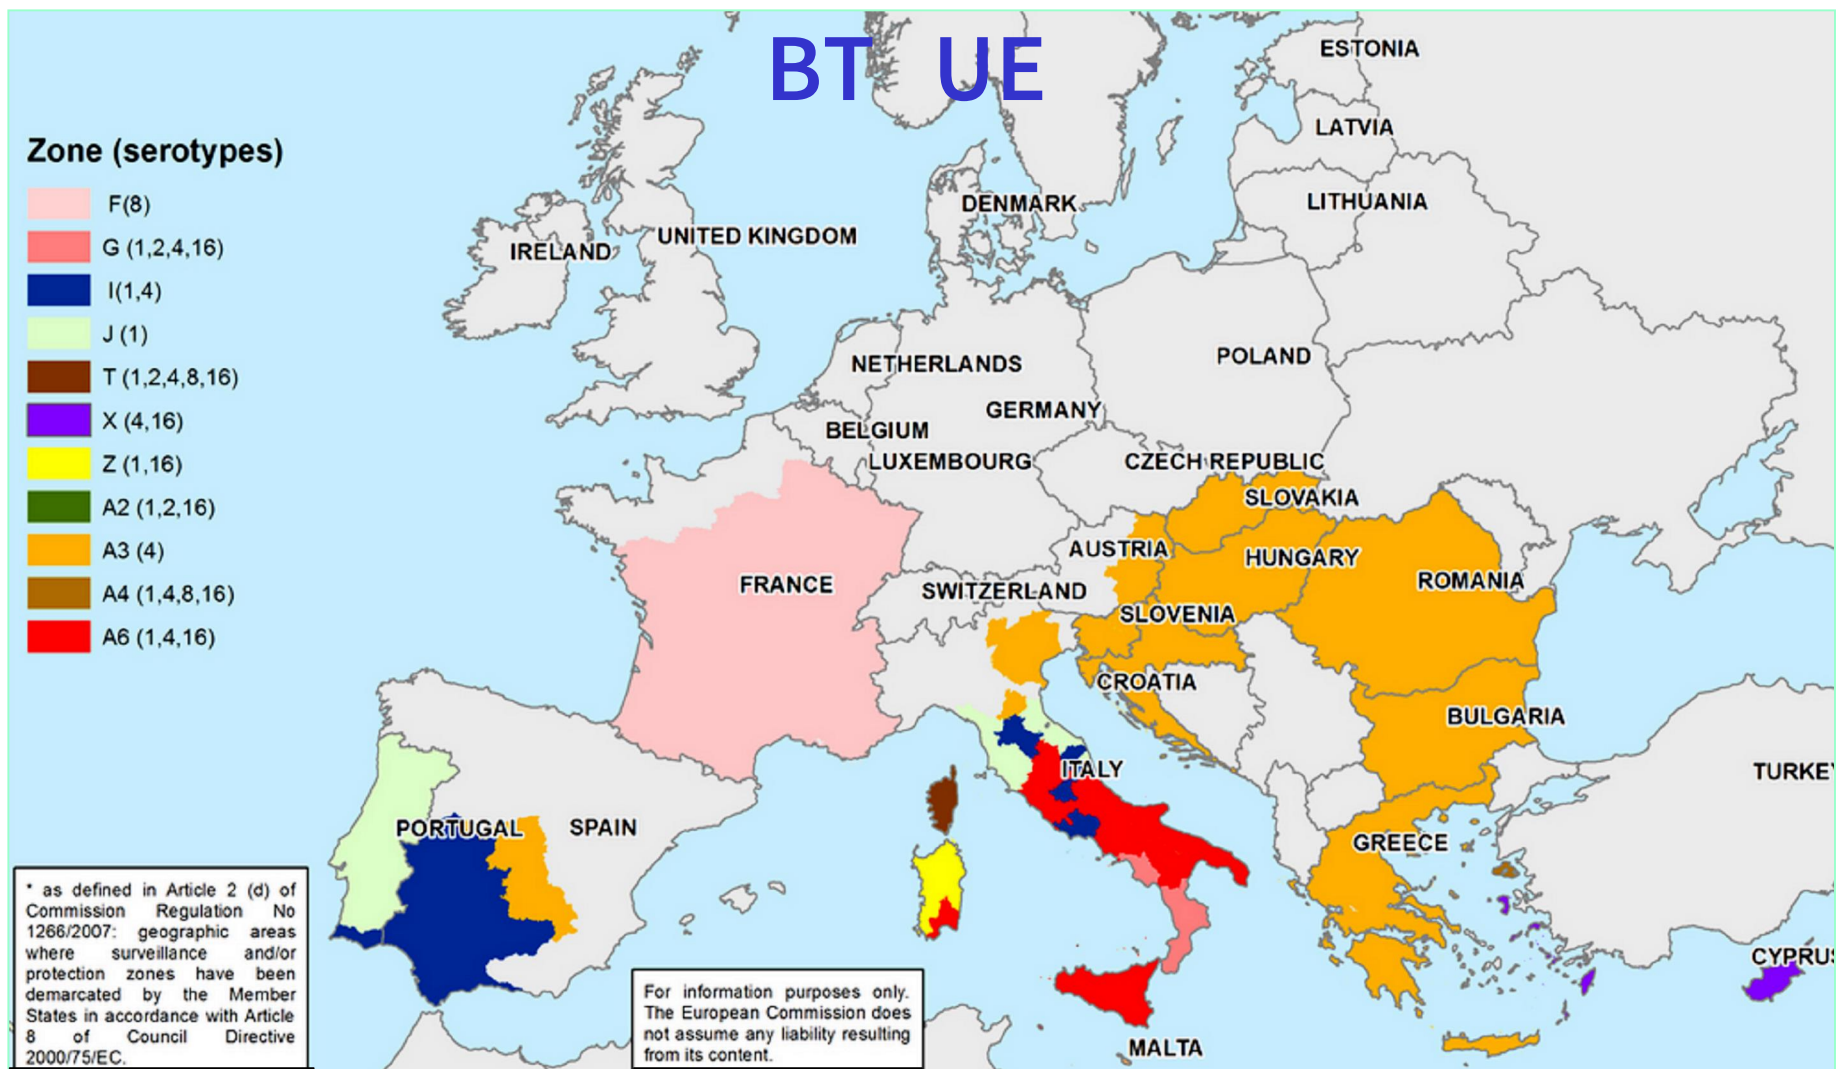 BT UE
Zone (serotypes)
F(8)
G (1,2,4,16)
I(1,4)
J (1)
T (1,2,4,8,16)
X (4,16)
Z (1,16)
A2 (1,2,16)
A3 (4)
A4 (1,4,8,16)
A6 (1,4,16)
ESTONIA
LATVIA
LITHUANIA
DENMARK
UNITED KINGDOM
IRELAND
NETHERLANDS
POLAND
GERMANY
BELGIUM
LUXEMBOURG
CZECH REPUBLIC
SLOVAKIA
AUSTRIA
HUNGARY
FRANCE
SWITZERLAND
ROMANIA
SLOVENIA
CROATIA
BULGARIA
ITALY
TURKEY
PORTUGAL
SPAIN
GREECE
CYPRUS
MALTA
* as defined in Article 2 (d) of
Commission Regulation No
1266/2007: geographic areas
where surveillance and/or
protection zones have been
demarcated by the Member
States in accordance with Article
8 of Council Directive
2000/75/EC.
For information purposes only.
The European Commission does
not assume any liability resulting
from its content.